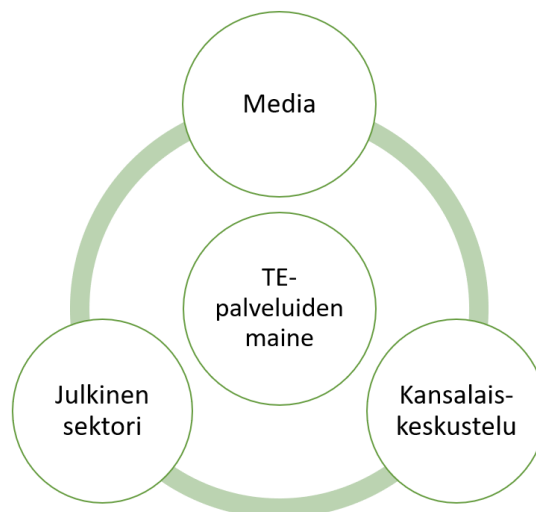 Media
TE-
palveluiden
maine
Julkinen
sektori
Kansalais-
keskustelu